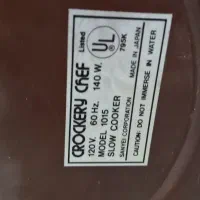 CROCKERY CHEF
120 V. 60 Hz. 140 W.
MODEL 1015
SLOW COOKER
SANYEI CORPORATION
Listed
UL
®
795K
MADE IN JAPAN
CAUTION: DO NOT IMMERSE IN WATER